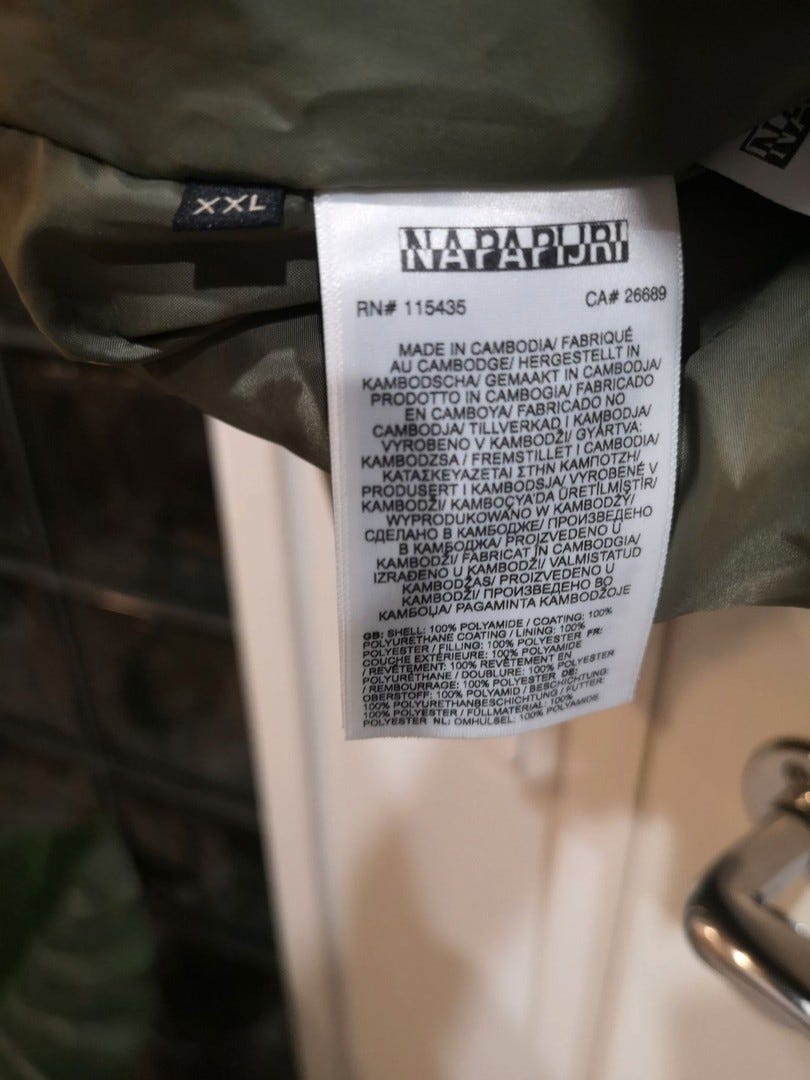 XXL
NAPAPIJRI
RN# 115435 CA# 26689
MADE IN CAMBODIA/ FABRIQUÉ
AU CAMBODGE/ HERGESTELLT IN
KAMBODSCHA/ GEMAAKT IN CAMBODJA/
PRODOTTO IN CAMBOGIA/ FABRICADO
EN CAMBOYA/ FABRICADO NO
CAMBODJA/ TILLVERKAD I KAMBODJA/
VYROBENO V KAMBODŽI/ GYÁRTVA:
KAMBODZSA / FREMSTILLET I CAMBODIA/
ΚΑΤΑΣΚΕΥΑΖΕΤΑΙ ΣΤΗΝ ΚΑΜΠΟΤΖΗ/
PRODUSERT I KAMBODSJA/ VYROBENÉ V
KAMBODŽI/ KAMBOÇYA'DA ÜRETİLMİŞTİR/
WYPRODUKOWANO W KAMBODŻY/
СДЕЛАНО В КАМБОДЖЕ/ ПРОИЗВЕДЕНО
В КАМБОДЖА/ PROIZVEDENO U
KAMBODŽI/ FABRICAT ÎN CAMBODGIA/
IZRAĐENO U KAMBODŽI/ VALMISTATUD
KAMBODŽAS/ PROIZVEDENO U
KAMBODŽI/ ПРОИЗВЕДЕНО ВО
КАМБОЏА/ PAGAMINTA KAMBODŽOJE
GB: SHELL: 100% POLYAMIDE / COATING: 100%
POLYURETHANE COATING / LINING: 100%
POLYESTER / FILLING: 100% POLYESTER FR:
COUCHE EXTÉRIEURE: 100% POLYAMIDE
/ REVÊTEMENT: 100% REVÊTEMENT EN
POLYURÉTHANE / DOUBLURE: 100% POLYESTER
/ REMBOURRAGE: 100% POLYESTER DE:
OBERSTOFF: 100% POLYAMID / BESCHICHTUNG:
100% POLYURETHANBESCHICHTUNG / FUTTER:
100% POLYESTER / FÜLLMATERIAL: 100%
POLYESTER NL: OMHULSEL: 100% POLYAMIDE